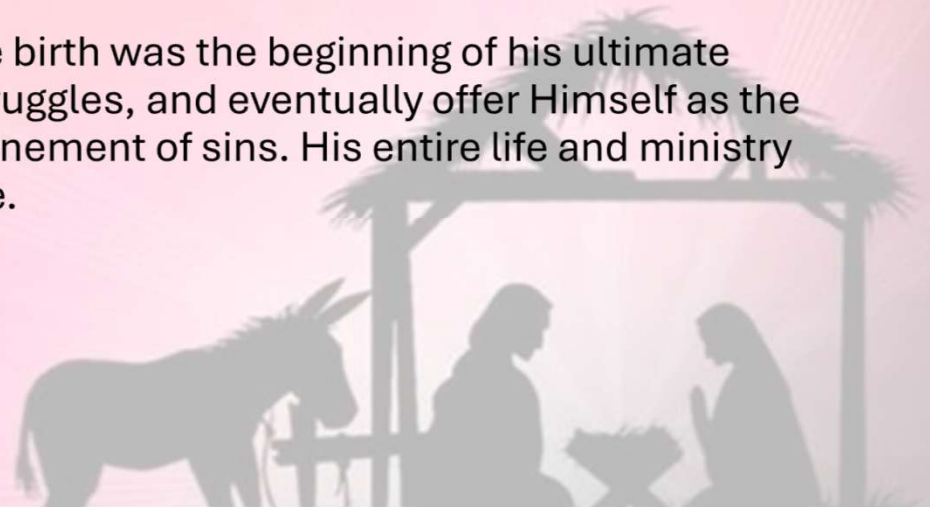 birth was the beginning of his ultimate
uggles, and eventually offer Himself as the
nement of sins. His entire life and ministry
e.